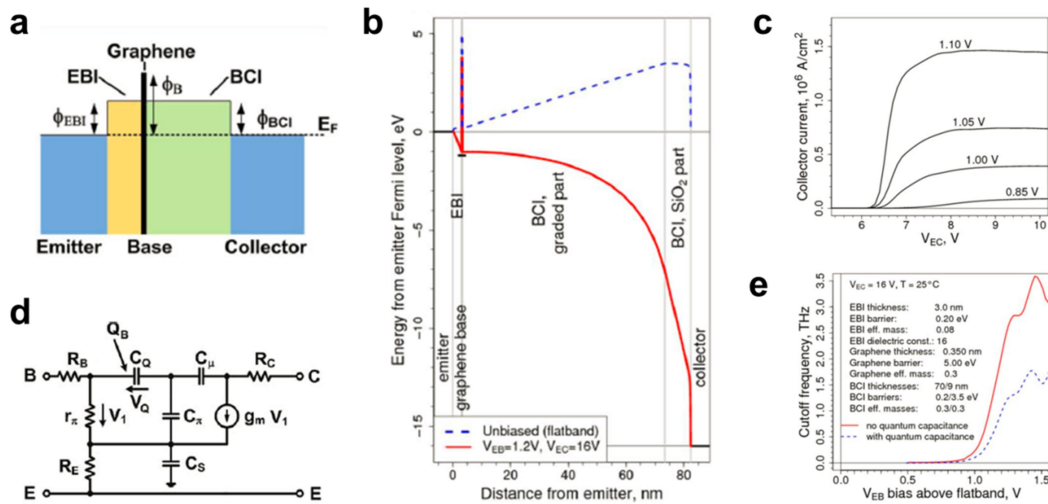 a
Graphene
EBI
BCI
ϕB
ϕEBI
ϕBCI
EF
Emitter
Base
Collector
b
Energy from emitter Fermi level, eV
5
0
−5
−10
−15
emitter
EBI
graphene base
BCI,
graded part
BCI, SiO2 part
collector
Unbiased (flatband)
VEB=1.2V, VEC=16V
0
20
40
60
80
Distance from emitter, nm
c
Collector current, 10^6 A/cm^2
1.5
1.0
0.5
0.0
1.10 V
1.05 V
1.00 V
0.85 V
6
7
8
9
10
VEC, V
d
QB
RB
CQ
Cμ
RC
B
C
VQ
rπ
V1
Cπ
gm V1
RE
CS
E
E
e
Cutoff frequency, THz
3.5
3.0
2.5
2.0
1.5
1.0
0.5
0.0
VEC = 16 V, T = 25°C
EBI thickness: 3.0 nm
EBI barrier: 0.20 eV
EBI eff. mass: 0.08
EBI dielectric const.: 16
Graphene thickness: 0.350 nm
Graphene barrier: 5.00 eV
Graphene eff. mass: 0.3
BCI thicknesses: 70/9 nm
BCI barriers: 0.2/3.5 eV
BCI eff. masses: 0.3/0.3
no quantum capacitance
with quantum capacitance
0.0
0.5
1.0
1.5
VEB bias above flatband, V